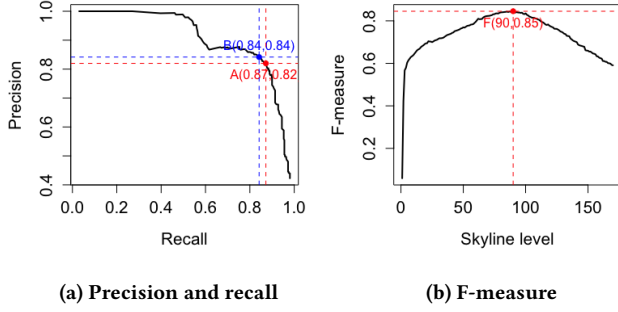 Precision
0.4 0.6 0.8 1.0
B(0.84,0.84)
A(0.87,0.82
0.0 0.2 0.4 0.6 0.8 1.0
Recall
(a) Precision and recall
F-measure
0.2 0.4 0.6 0.8
F(90,0.85)
0 50 100 150
Skyline level
(b) F-measure